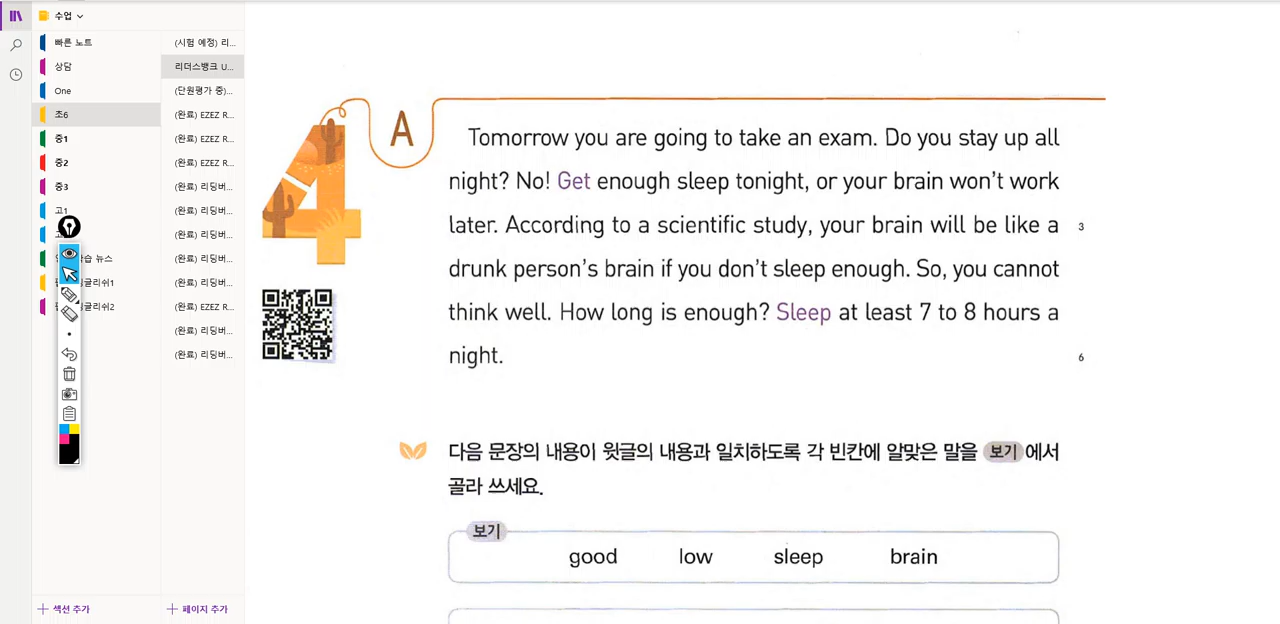 수업
빠른 노트
상담
One
초6
중1
중2
중3
고1
습 뉴스
글리쉬1
글리쉬2
섹션 추가
(시험 예정) 리...
리더스뱅크 U...
(단원평가 중)...
(완료) EZEZ R...
(완료) EZEZ R...
(완료) EZEZ R...
(완료) 리딩버...
(완료) 리딩버...
(완료) 리딩버...
(완료) 리딩버...
(완료) 리딩버...
(완료) EZEZ R...
(완료) 리딩버...
(완료) 리딩버...
페이지 추가
4
A
Tomorrow you are going to take an exam. Do you stay up all
night? No! Get enough sleep tonight, or your brain won't work
later. According to a scientific study, your brain will be like a 3
drunk person's brain if you don't sleep enough. So, you cannot
think well. How long is enough? Sleep at least 7 to 8 hours a
night. 6
다음 문장의 내용이 윗글의 내용과 일치하도록 각 빈칸에 알맞은 말을 보기 에서
골라 쓰세요.
보기
good low sleep brain